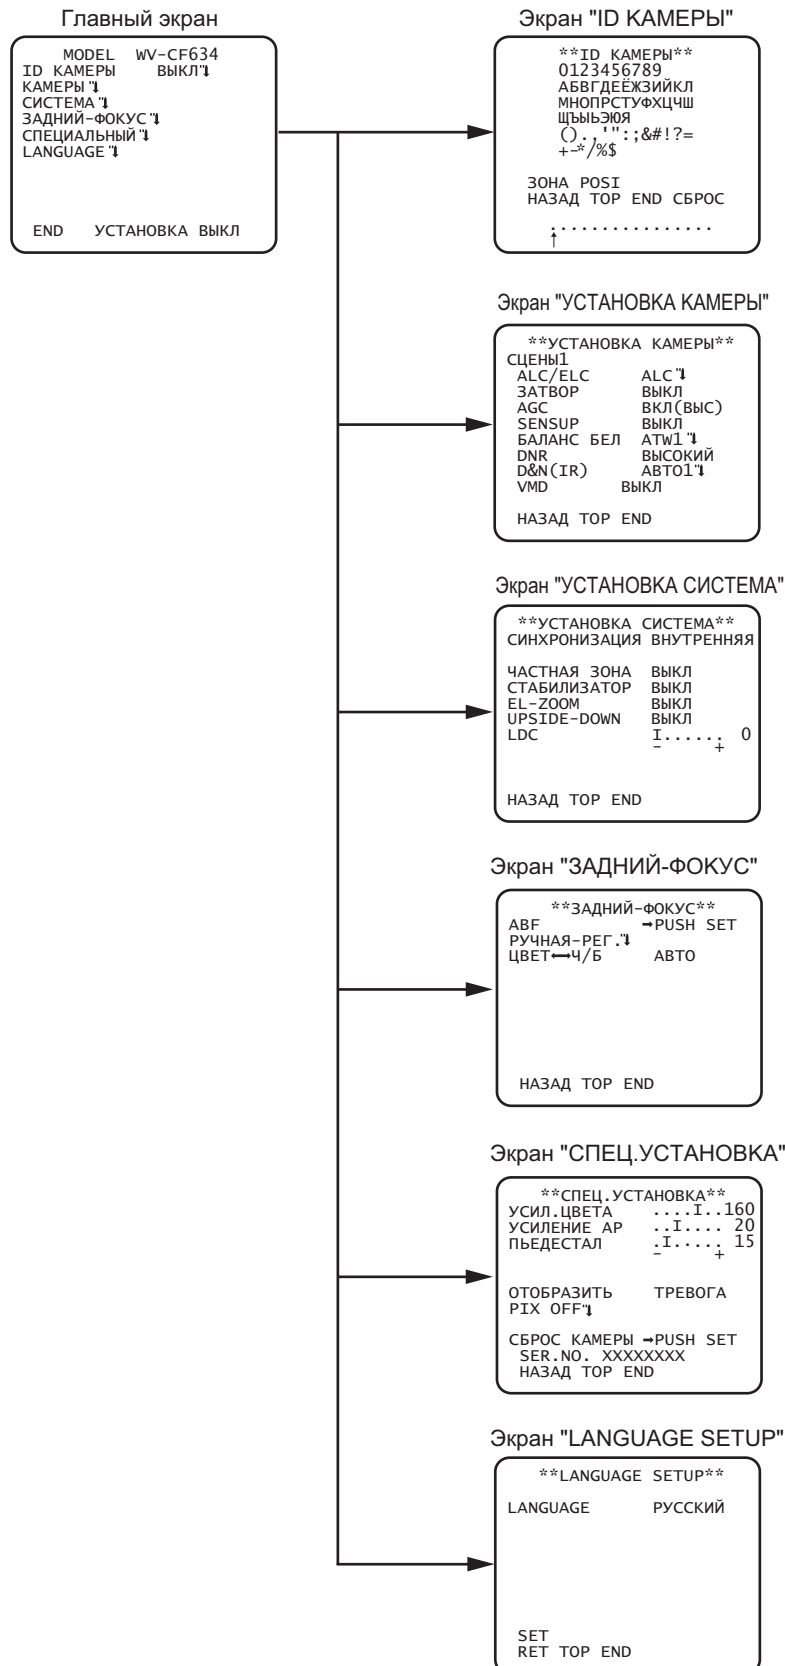 Главный экран
MODEL WV-CF634
ID КАМЕРЫ ВЫКЛ
КАМЕРЫ
СИСТЕМА
ЗАДНИЙ-ФОКУС
СПЕЦИАЛЬНЫЙ
LANGUAGE
END УСТАНОВКА ВЫКЛ
Экран "ID КАМЕРЫ"
**ID КАМЕРЫ**
0123456789
АБВГДЕЁЖЗИЙКЛ
МНОПРСТУФХЦЧШ
ЩЪЫЬЭЮЯ
().,'":;&#!?=
+-*/%$
ЗОНА POSI
НАЗАД TOP END СБРОС
................
↑
Экран "УСТАНОВКА КАМЕРЫ"
**УСТАНОВКА КАМЕРЫ**
СЦЕНЫ1
ALC/ELC ALC
ЗАТВОР ВЫКЛ
AGC ВКЛ(ВЫС)
SENSUP ВЫКЛ
БАЛАНС БЕЛ ATW1
DNR ВЫСОКИЙ
D&N(IR) АВТО1
VMD ВЫКЛ
НАЗАД TOP END
Экран "УСТАНОВКА СИСТЕМА"
**УСТАНОВКА СИСТЕМА**
СИНХРОНИЗАЦИЯ ВНУТРЕННЯЯ
ЧАСТНАЯ ЗОНА ВЫКЛ
СТАБИЛИЗАТОР ВЫКЛ
EL-ZOOM ВЫКЛ
UPSIDE-DOWN ВЫКЛ
LDC I...... 0
- +
НАЗАД TOP END
Экран "ЗАДНИЙ-ФОКУС"
**ЗАДНИЙ-ФОКУС**
ABF →PUSH SET
РУЧНАЯ-РЕГ.
ЦВЕТ↔Ч/Б АВТО
НАЗАД TOP END
Экран "СПЕЦ.УСТАНОВКА"
**СПЕЦ.УСТАНОВКА**
УСИЛ.ЦВЕТА ....I..160
УСИЛЕНИЕ АР ..I.... 20
ПЬЕДЕСТАЛ .I..... 15
- +
ОТОБРАЗИТЬ ТРЕВОГА
PIX OFF
СБРОС КАМЕРЫ →PUSH SET
SER.NO. XXXXXXXX
НАЗАД TOP END
Экран "LANGUAGE SETUP"
**LANGUAGE SETUP**
LANGUAGE РУССКИЙ
SET
RET TOP END